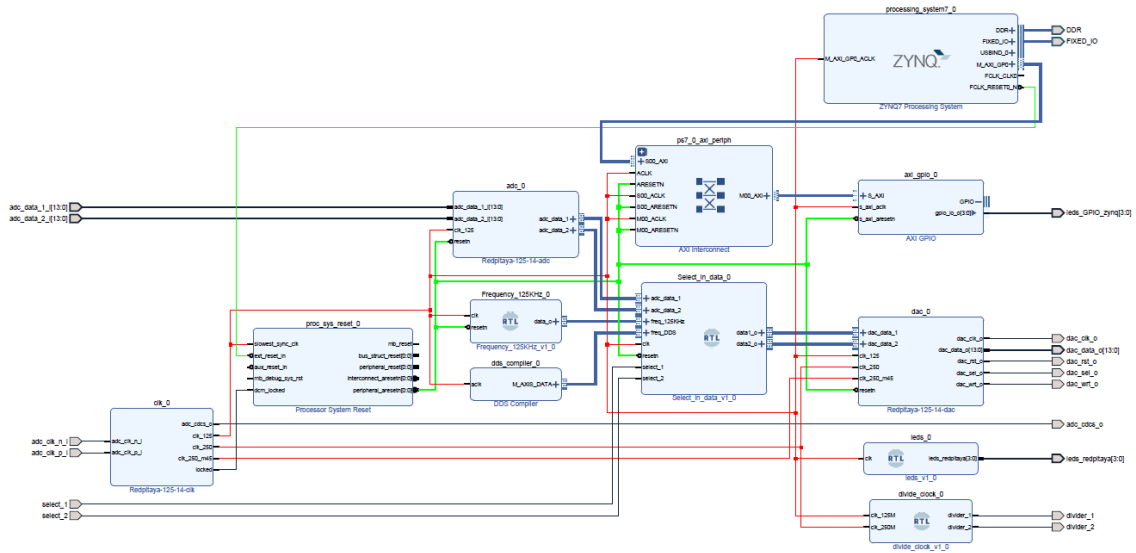 processing_system7_0
DDR
FIXED_IO
USBIND_0
M_AXI_GP0
FCLK_CLK0
FCLK_RESET0_N
M_AXI_GP0_ACLK
ZYNQ
ZYNQ7 Processing System
DDR
FIXED_IO
ps7_0_axi_periph
S00_AXI
ACLK
ARESETN
S00_ACLK
S00_ARESETN
M00_ACLK
M00_ARESETN
M00_AXI
AXI Interconnect
axi_gpio_0
S_AXI
s_axi_aclk
s_axi_aresetn
GPIO
gpio_io_o[3:0]
AXI GPIO
leds_GPIO_zynq[3:0]
adc_data_1_i[13:0]
adc_data_2_i[13:0]
adc_0
adc_data_1_i[13:0]
adc_data_2_i[13:0]
clk_125
resetn
adc_data_1
adc_data_2
Redpitaya-125-14-adc
Frequency_125KHz_0
clk
resetn
RTL
data_o
Frequency_125KHz_v1_0
Select_in_data_0
adc_data_1
adc_data_2
freq_125KHz
freq_DDS
clk
resetn
select_1
select_2
RTL
data1_o
data2_o
Select_in_data_v1_0
dac_0
dac_data_1
dac_data_2
clk_125
clk_250
clk_250_m45
resetn
dac_clk_o
dac_data_o[13:0]
dac_rst_o
dac_sel_o
dac_wrt_o
Redpitaya-125-14-dac
dac_clk_o
dac_data_o[13:0]
dac_rst_o
dac_sel_o
dac_wrt_o
proc_sys_reset_0
slowest_sync_clk
ext_reset_in
aux_reset_in
mb_debug_sys_rst
dcm_locked
mb_reset
bus_struct_reset[0:0]
peripheral_reset[0:0]
interconnect_aresetn[0:0]
peripheral_aresetn[0:0]
Processor System Reset
dds_compiler_0
aclk
M_AXIS_DATA
DDS Compiler
clk_0
adc_clk_n_i
adc_clk_p_i
adc_clk_n_i
adc_clk_p_i
adc_cdcs_o
clk_125
clk_250
clk_250_m45
locked
Redpitaya-125-14-clk
adc_cdcs_o
leds_0
clk
RTL
leds_redpitaya[3:0]
leds_v1_0
leds_redpitaya[3:0]
select_1
select_2
divide_clock_0
clk_125M
clk_250M
RTL
divider_1
divider_2
divide_clock_v1_0
divider_1
divider_2